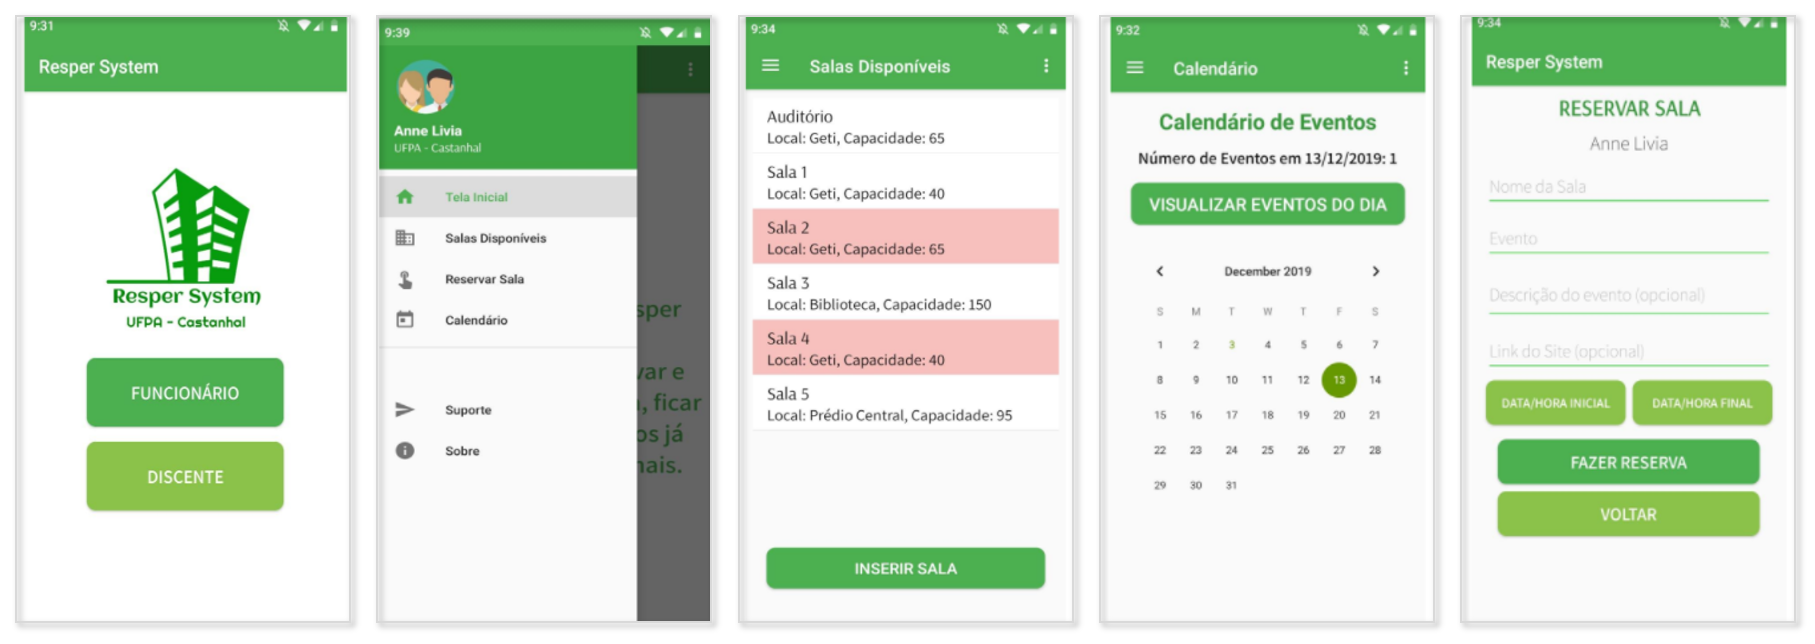 9:31
Resper System
Resper System
UFPA - Castanhal
FUNCIONÁRIO
DISCENTE
9:39
Anne Livia
UFPA - Castanhal
Tela Inicial
Salas Disponíveis
Reservar Sala
Calendário
Suporte
Sobre
sper
var e
, ficar
os já
nais.
9:34
Salas Disponíveis
Auditório
Local: Geti, Capacidade: 65
Sala 1
Local: Geti, Capacidade: 40
Sala 2
Local: Geti, Capacidade: 65
Sala 3
Local: Biblioteca, Capacidade: 150
Sala 4
Local: Geti, Capacidade: 40
Sala 5
Local: Prédio Central, Capacidade: 95
INSERIR SALA
9:32
Calendário
Calendário de Eventos
Número de Eventos em 13/12/2019: 1
VISUALIZAR EVENTOS DO DIA
December 2019
S M T W T F S
1 2 3 4 5 6 7
8 9 10 11 12 13 14
15 16 17 18 19 20 21
22 23 24 25 26 27 28
29 30 31
9:34
Resper System
RESERVAR SALA
Anne Livia
Nome da Sala
Evento
Descrição do evento (opcional)
Link do Site (opcional)
DATA/HORA INICIAL DATA/HORA FINAL
FAZER RESERVA
VOLTAR